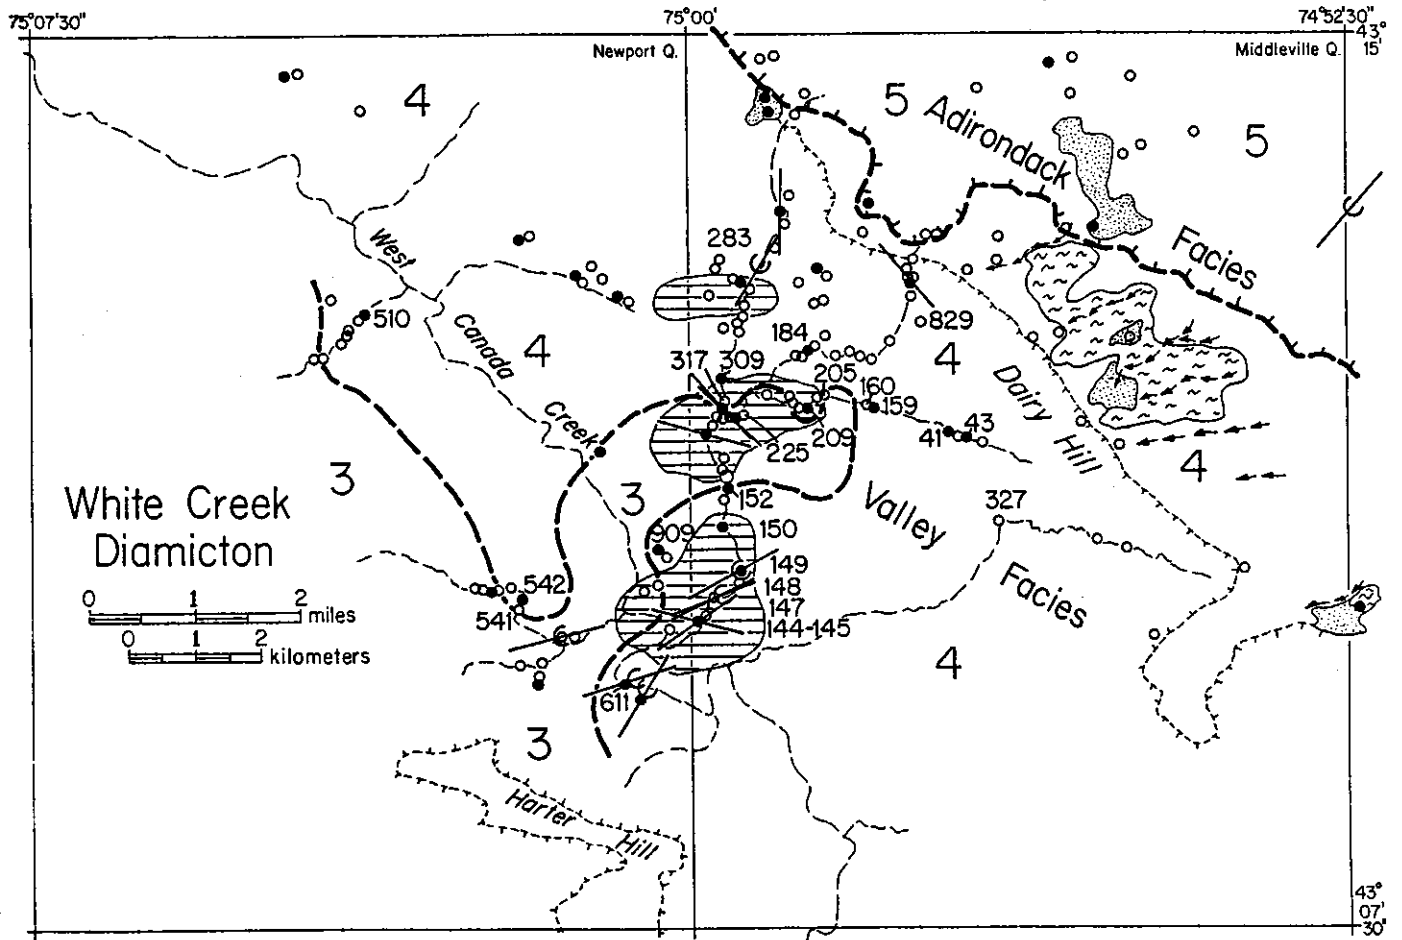 75°07'30"
75°00'
74°52'30"
43°
15'
Newport Q.
Middleville Q.
4
5
Adirondack
5
Facies
West
283
510
Canada
4
184
829
4
317
309
205
160
159
Dairy
Hill
Creek
209
41
43
225
3
3
4
White Creek
Diamicton
152
Valley
327
909
150
Facies
149
148
147
144-145
542
541
0 1 2 miles
0 1 2 kilometers
4
611
3
Harter
Hill
43°
07'
30"